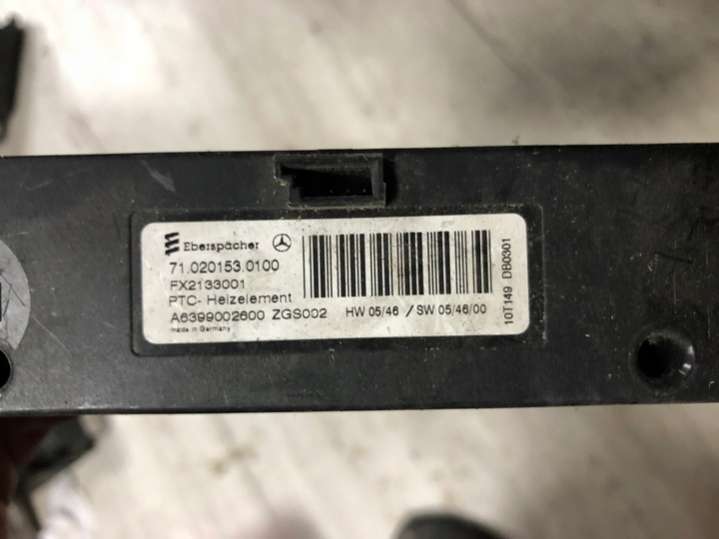 Eberspächer
71.020153.0100
FX2133001
PTC- Heizelement
A6399002600 ZGS002
made in Germany
HW 05/46 / SW 05/46/00
10T149 DB0301